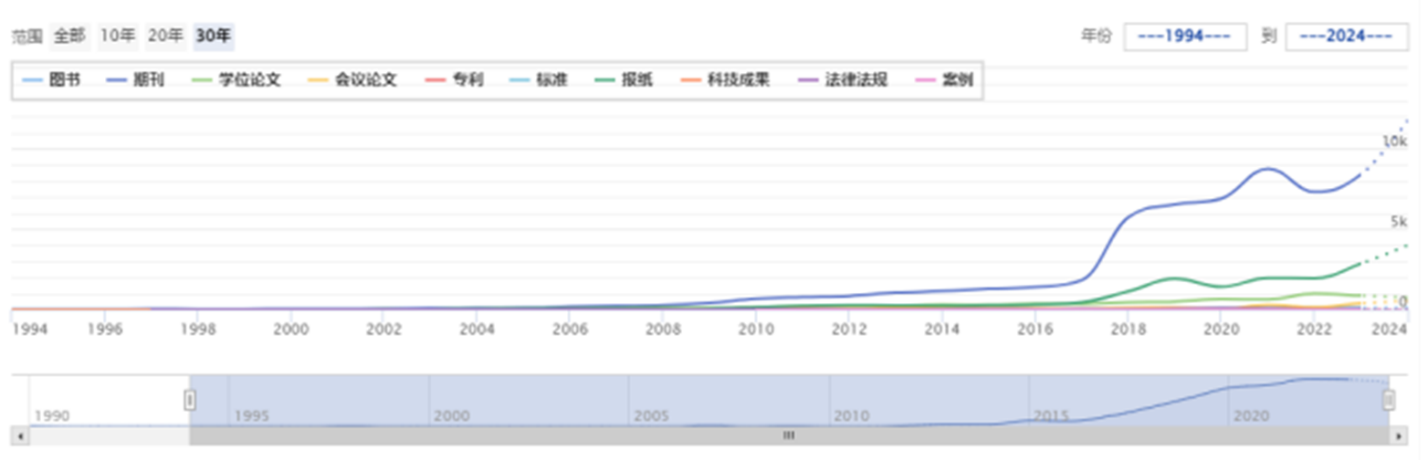 范围 全部 10年 20年 30年 年份 ---1994--- 到 ---2024---
图书 期刊 学位论文 会议论文 专利 标准 报纸 科技成果 法律法规 案例
10k
5k
0
1994 1996 1998 2000 2002 2004 2006 2008 2010 2012 2014 2016 2018 2020 2022 2024
1990 1995 2000 2005 2010 2015 2020